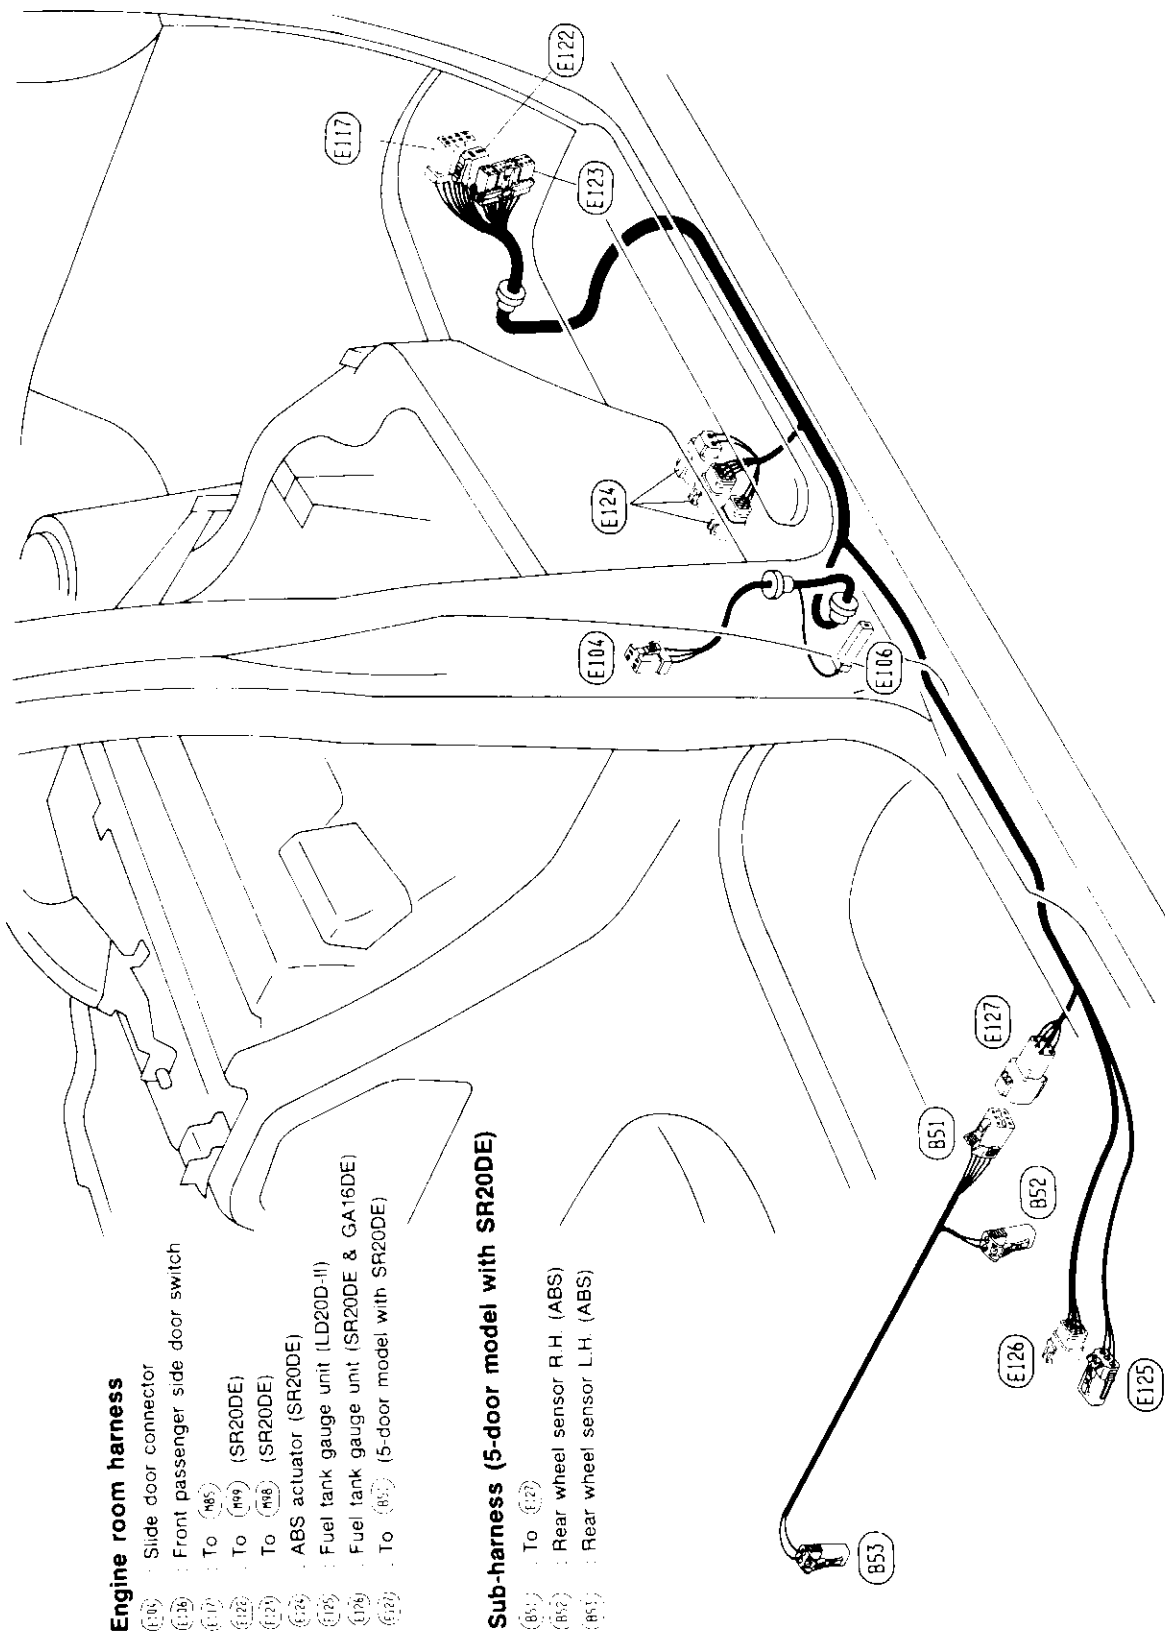 Engine room harness
E104 : Slide door connector
E106 : Front passenger side door switch
E117 : To M85
E122 : To M99 (SR20DE)
E123 : To M98 (SR20DE)
E124 : ABS actuator (SR20DE)
E125 : Fuel tank gauge unit (LD20D-II)
E126 : Fuel tank gauge unit (SR20DE & GA16DE)
E127 : To B51 (5-door model with SR20DE)
Sub-harness (5-door model with SR20DE)
B51 : To E127
B52 : Rear wheel sensor R.H. (ABS)
B53 : Rear wheel sensor L.H. (ABS)
E117
E122
E123
E124
E104
E106
E127
B51
B52
E126
E125
B53